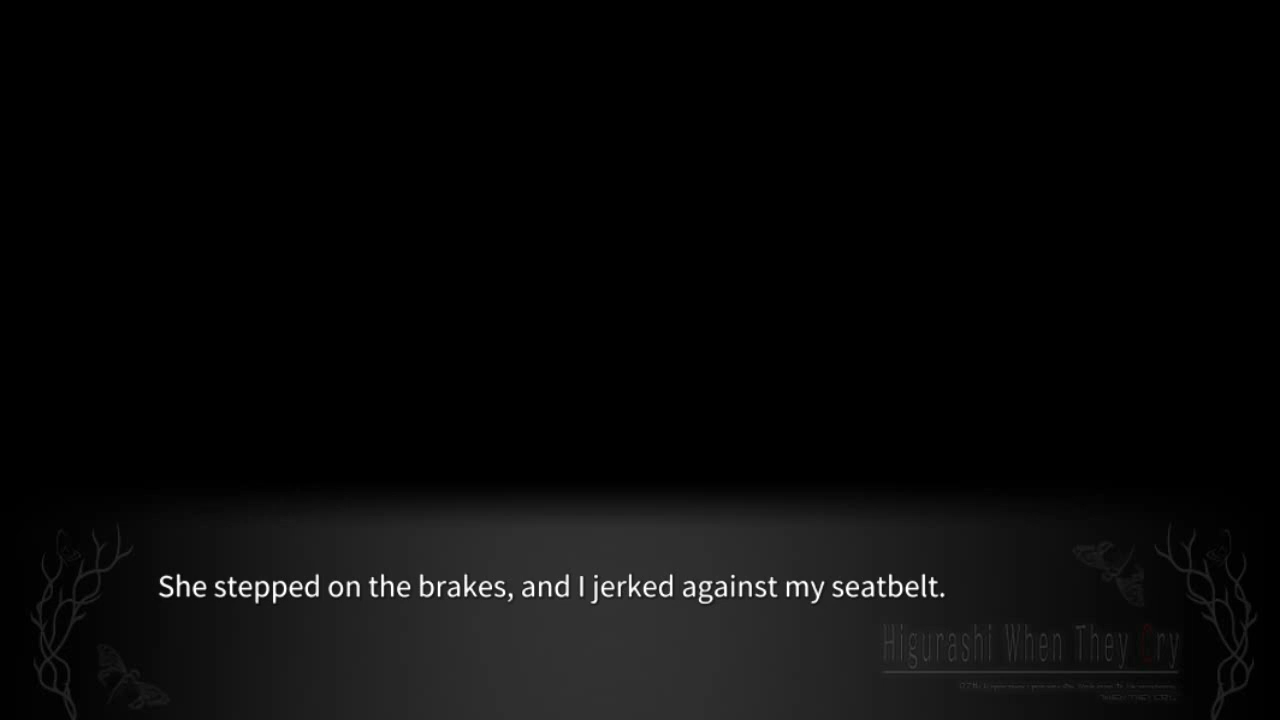 She stepped on the brakes, and I jerked against my seatbelt.
Higurashi When They Cry